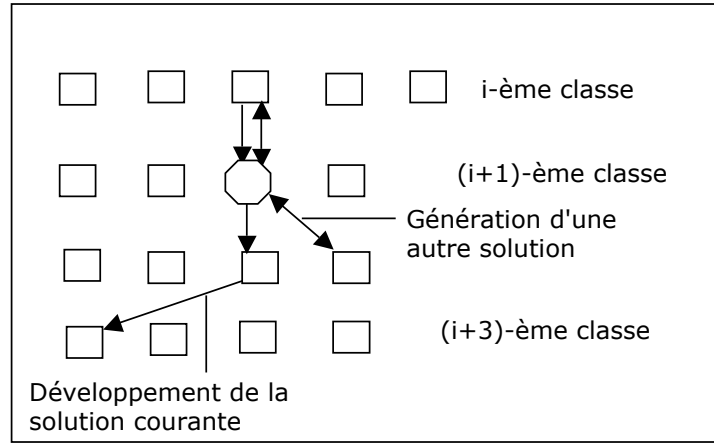 i-ème classe
(i+1)-ème classe
Génération d'une
autre solution
(i+3)-ème classe
Développement de la
solution courante